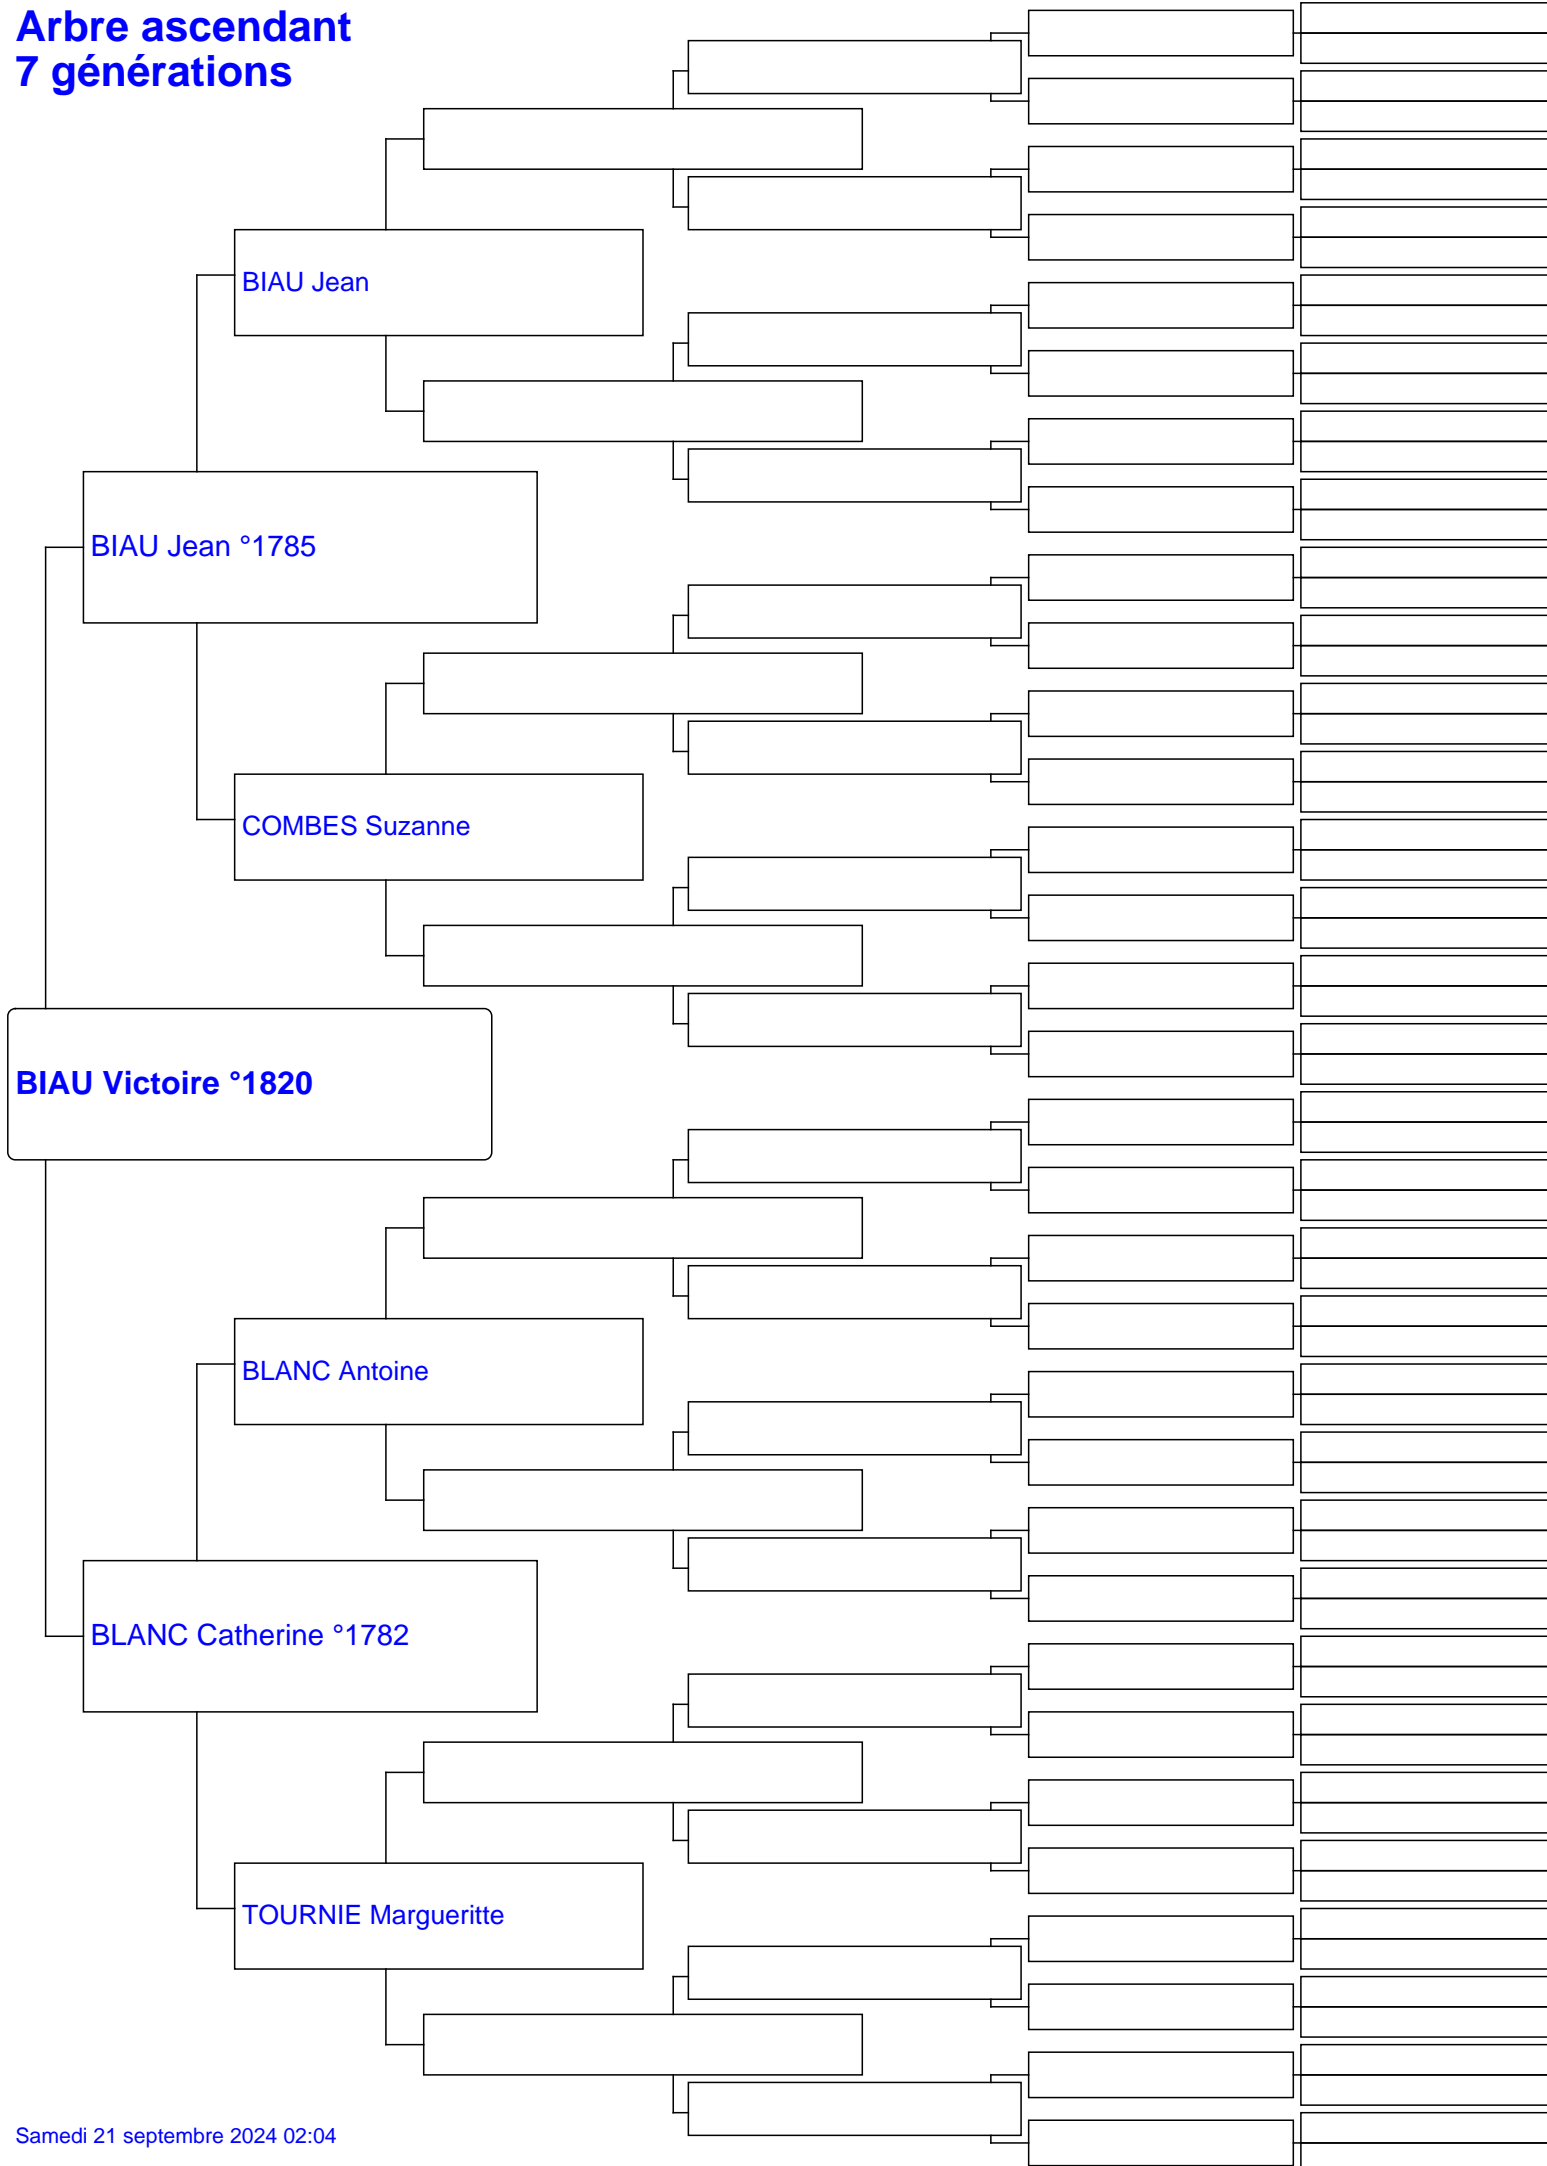 Arbre ascendant
7 générations
BIAU Jean
BIAU Jean °1785
COMBES Suzanne
BIAU Victoire °1820
BLANC Antoine
BLANC Catherine °1782
TOURNIE Margueritte
Samedi 21 septembre 2024 02:04